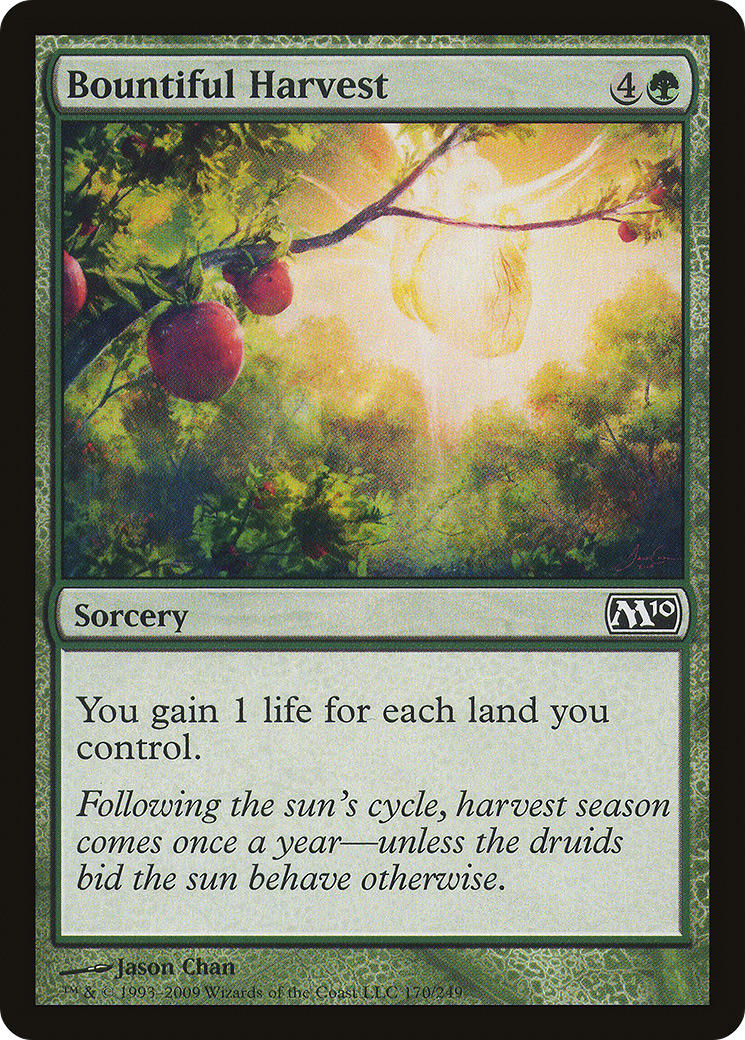 Bountiful Harvest 4
Sorcery M10
You gain 1 life for each land you
control.
Following the sun's cycle, harvest season
comes once a year—unless the druids
bid the sun behave otherwise.
Jason Chan
™ & © 1993–2009 Wizards of the Coast LLC 170/249